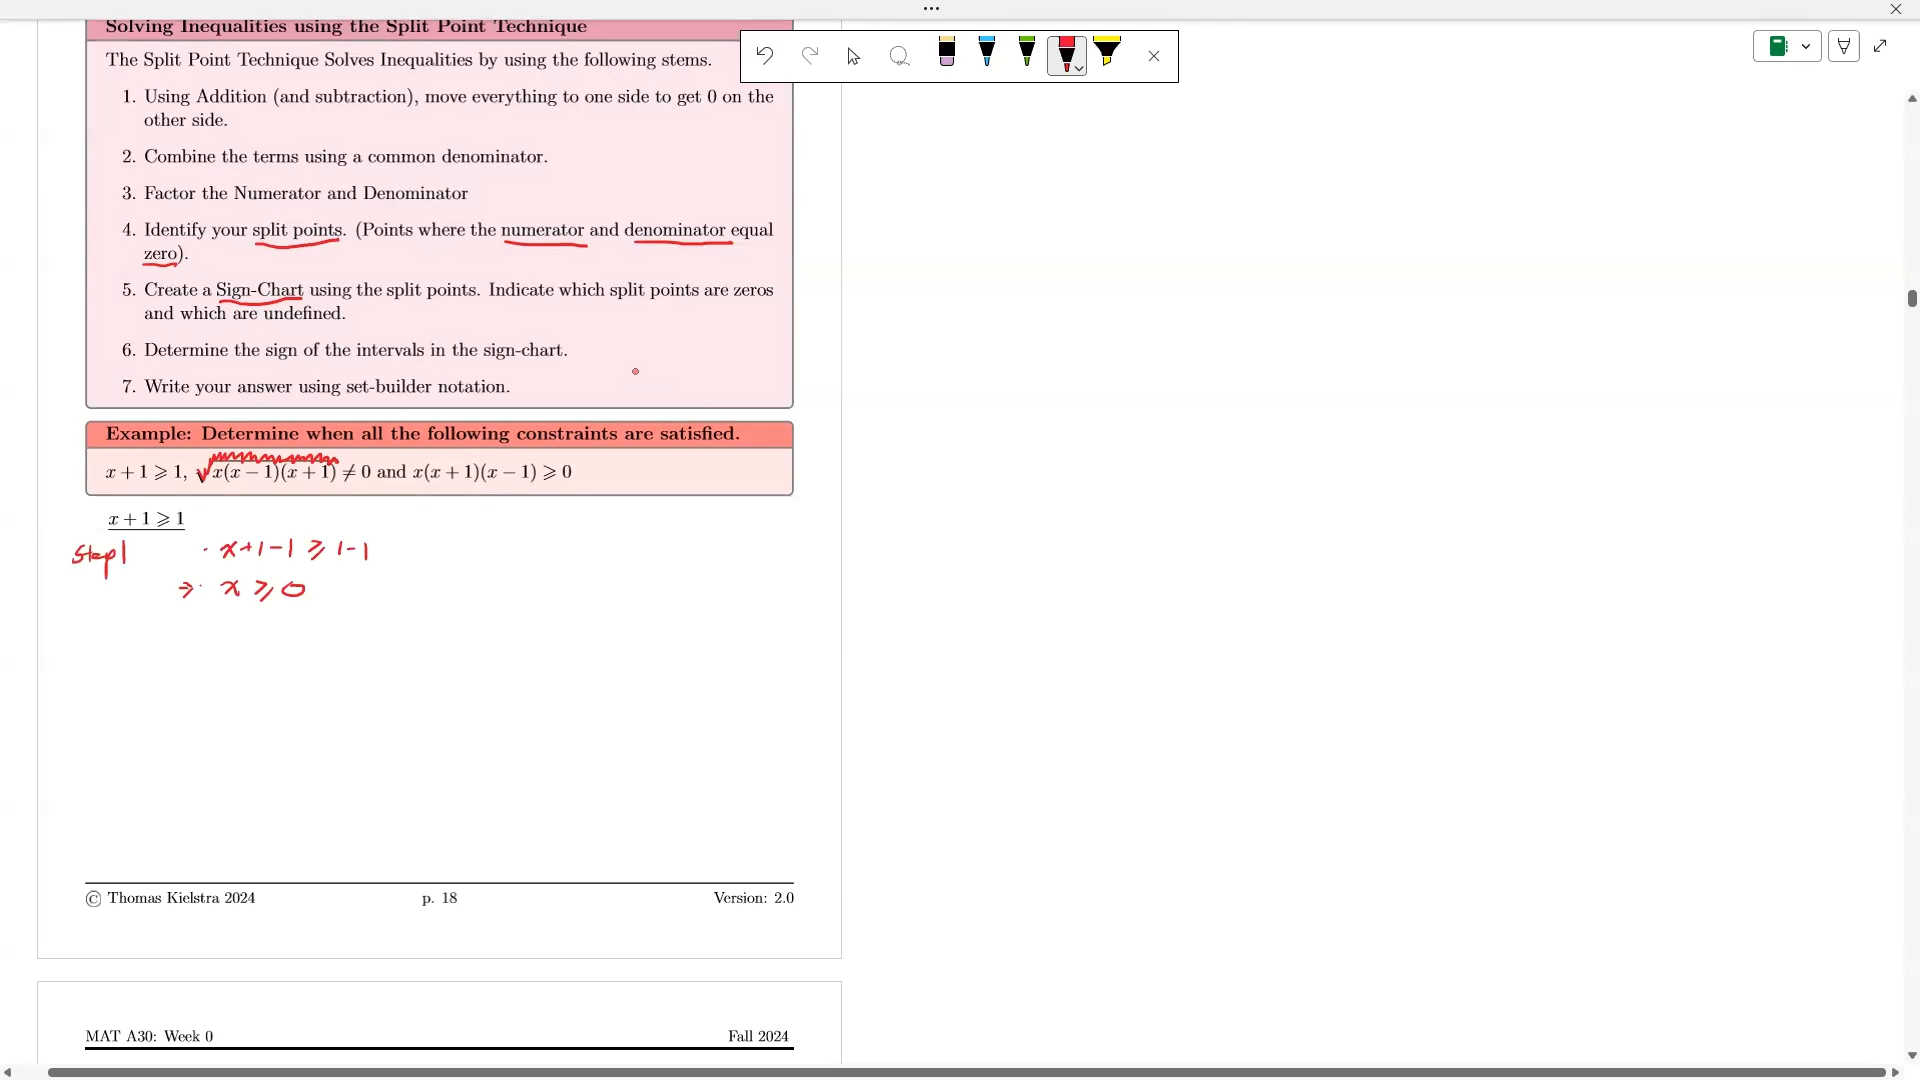 Solving Inequalities using the Split Point Technique
The Split Point Technique Solves Inequalities by using the following stems.
1. Using Addition (and subtraction), move everything to one side to get 0 on the
other side.
2. Combine the terms using a common denominator.
3. Factor the Numerator and Denominator
4. Identify your split points. (Points where the numerator and denominator equal
zero).
5. Create a Sign-Chart using the split points. Indicate which split points are zeros
and which are undefined.
6. Determine the sign of the intervals in the sign-chart.
7. Write your answer using set-builder notation.
Example: Determine when all the following constraints are satisfied.
x + 1 ⩾ 1, √x(x − 1)(x + 1) ≠ 0 and x(x + 1)(x − 1) ⩾ 0
x + 1 ⩾ 1
Step 1 · x+1-1 ⩾ 1-1
⇒ x ⩾ 0
© Thomas Kielstra 2024 p. 18 Version: 2.0
MAT A30: Week 0 Fall 2024